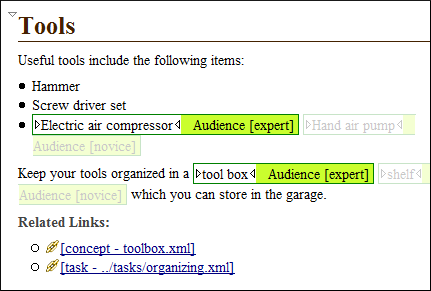 Tools
Useful tools include the following items:
Hammer
Screw driver set
Electric air compressor Audience [expert] Hand air pump
Audience [novice]
Keep your tools organized in a tool box Audience [expert] shelf
Audience [novice] which you can store in the garage.
Related Links:
[concept - toolbox.xml]
[task - ../tasks/organizing.xml]